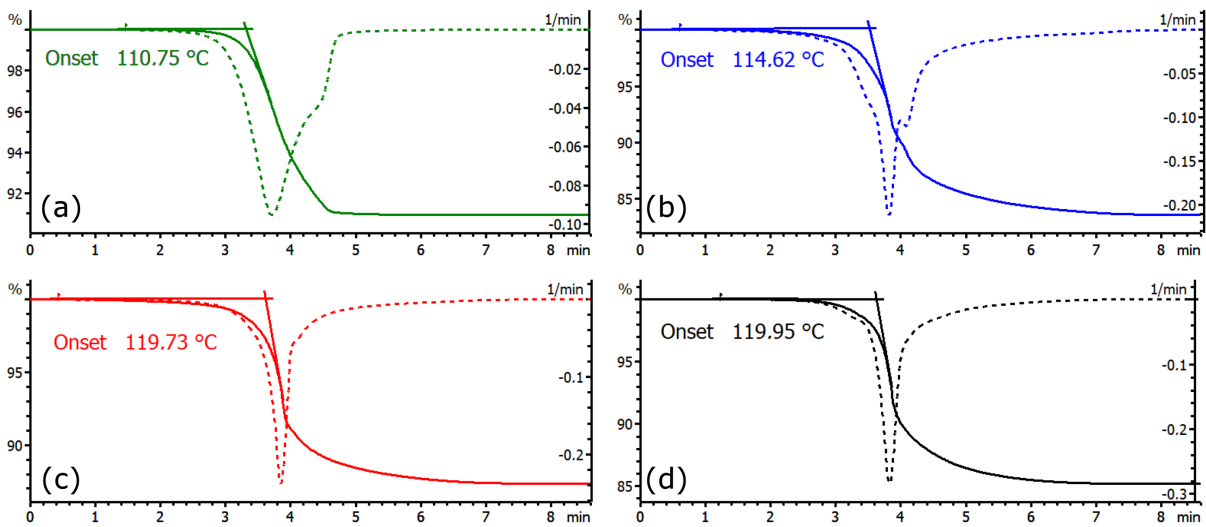 % 1/min
98
96
94
92
-0.02
-0.04
-0.06
-0.08
-0.10
Onset 110.75 °C
(a)
0 1 2 3 4 5 6 7 8 min
% 1/min
95
90
85
0.00
-0.05
-0.10
-0.15
-0.20
Onset 114.62 °C
(b)
0 1 2 3 4 5 6 7 8 min
% 1/min
95
90
-0.1
-0.2
Onset 119.73 °C
(c)
0 1 2 3 4 5 6 7 8 min
% 1/min
100
95
90
85
-0.1
-0.2
-0.3
Onset 119.95 °C
(d)
0 1 2 3 4 5 6 7 8 min